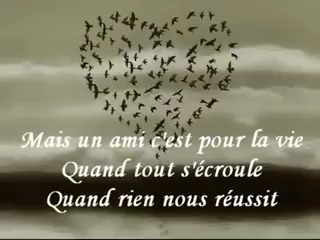 Mais un ami c'est pour la vie
Quand tout s'écroule
Quand rien nous réussit